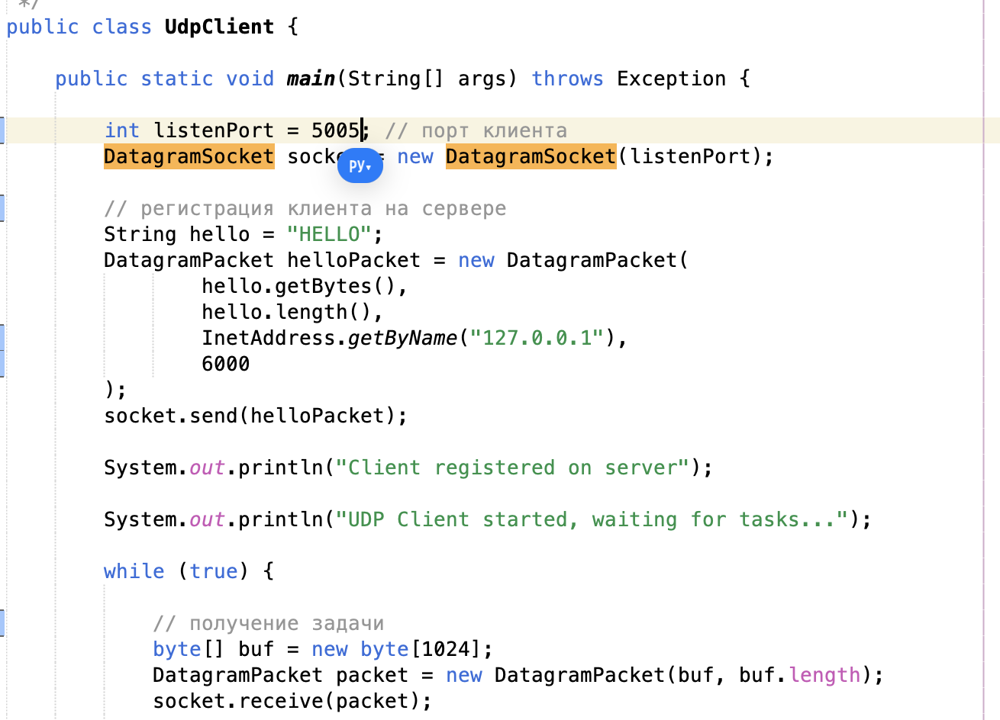 */
public class UdpClient {
public static void main(String[] args) throws Exception {
int listenPort = 5005; // порт клиента
DatagramSocket socke = new DatagramSocket(listenPort);
РУ
// регистрация клиента на сервере
String hello = "HELLO";
DatagramPacket helloPacket = new DatagramPacket(
hello.getBytes(),
hello.length(),
InetAddress.getByName("127.0.0.1"),
6000
);
socket.send(helloPacket);
System.out.println("Client registered on server");
System.out.println("UDP Client started, waiting for tasks...");
while (true) {
// получение задачи
byte[] buf = new byte[1024];
DatagramPacket packet = new DatagramPacket(buf, buf.length);
socket.receive(packet);